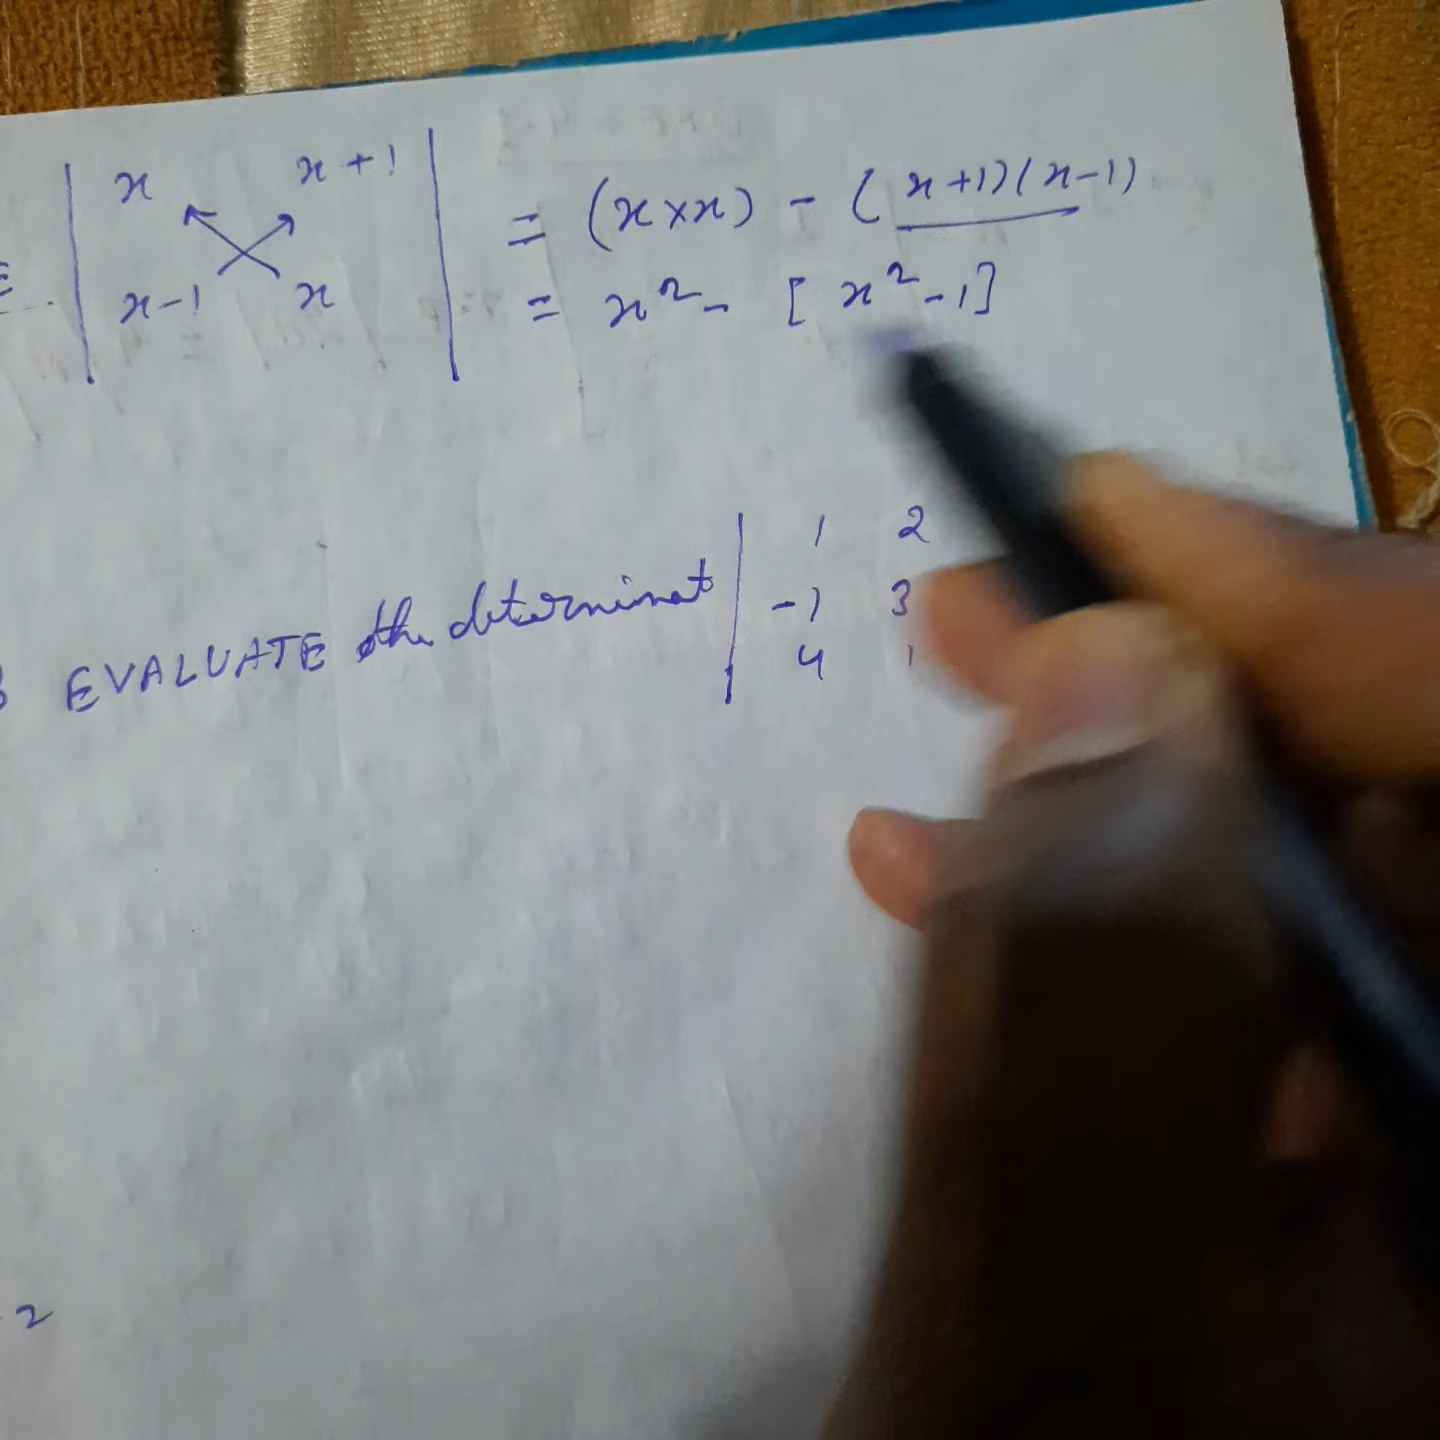 | x x+1 | = (x×x) - (x+1)(x-1)
| x-1 x | = x² - [x²-1]
EVALUATE the determinat | 1 2
-1 3
4 1
2